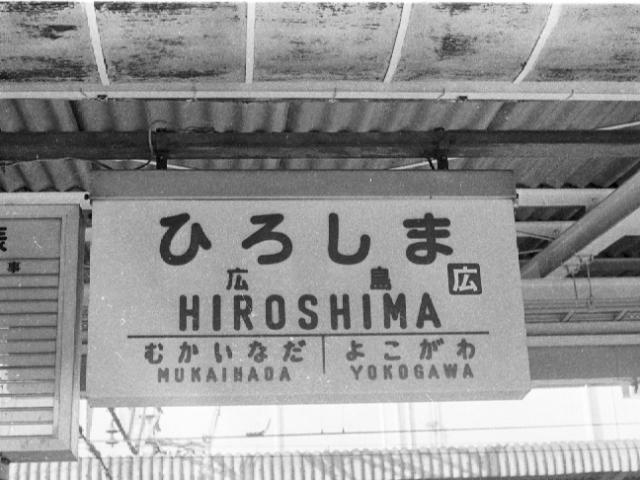 ひろしま
広 島 広
HIROSHIMA
むかいなだ よこがわ
MUKAINADA YOKOGAWA
事